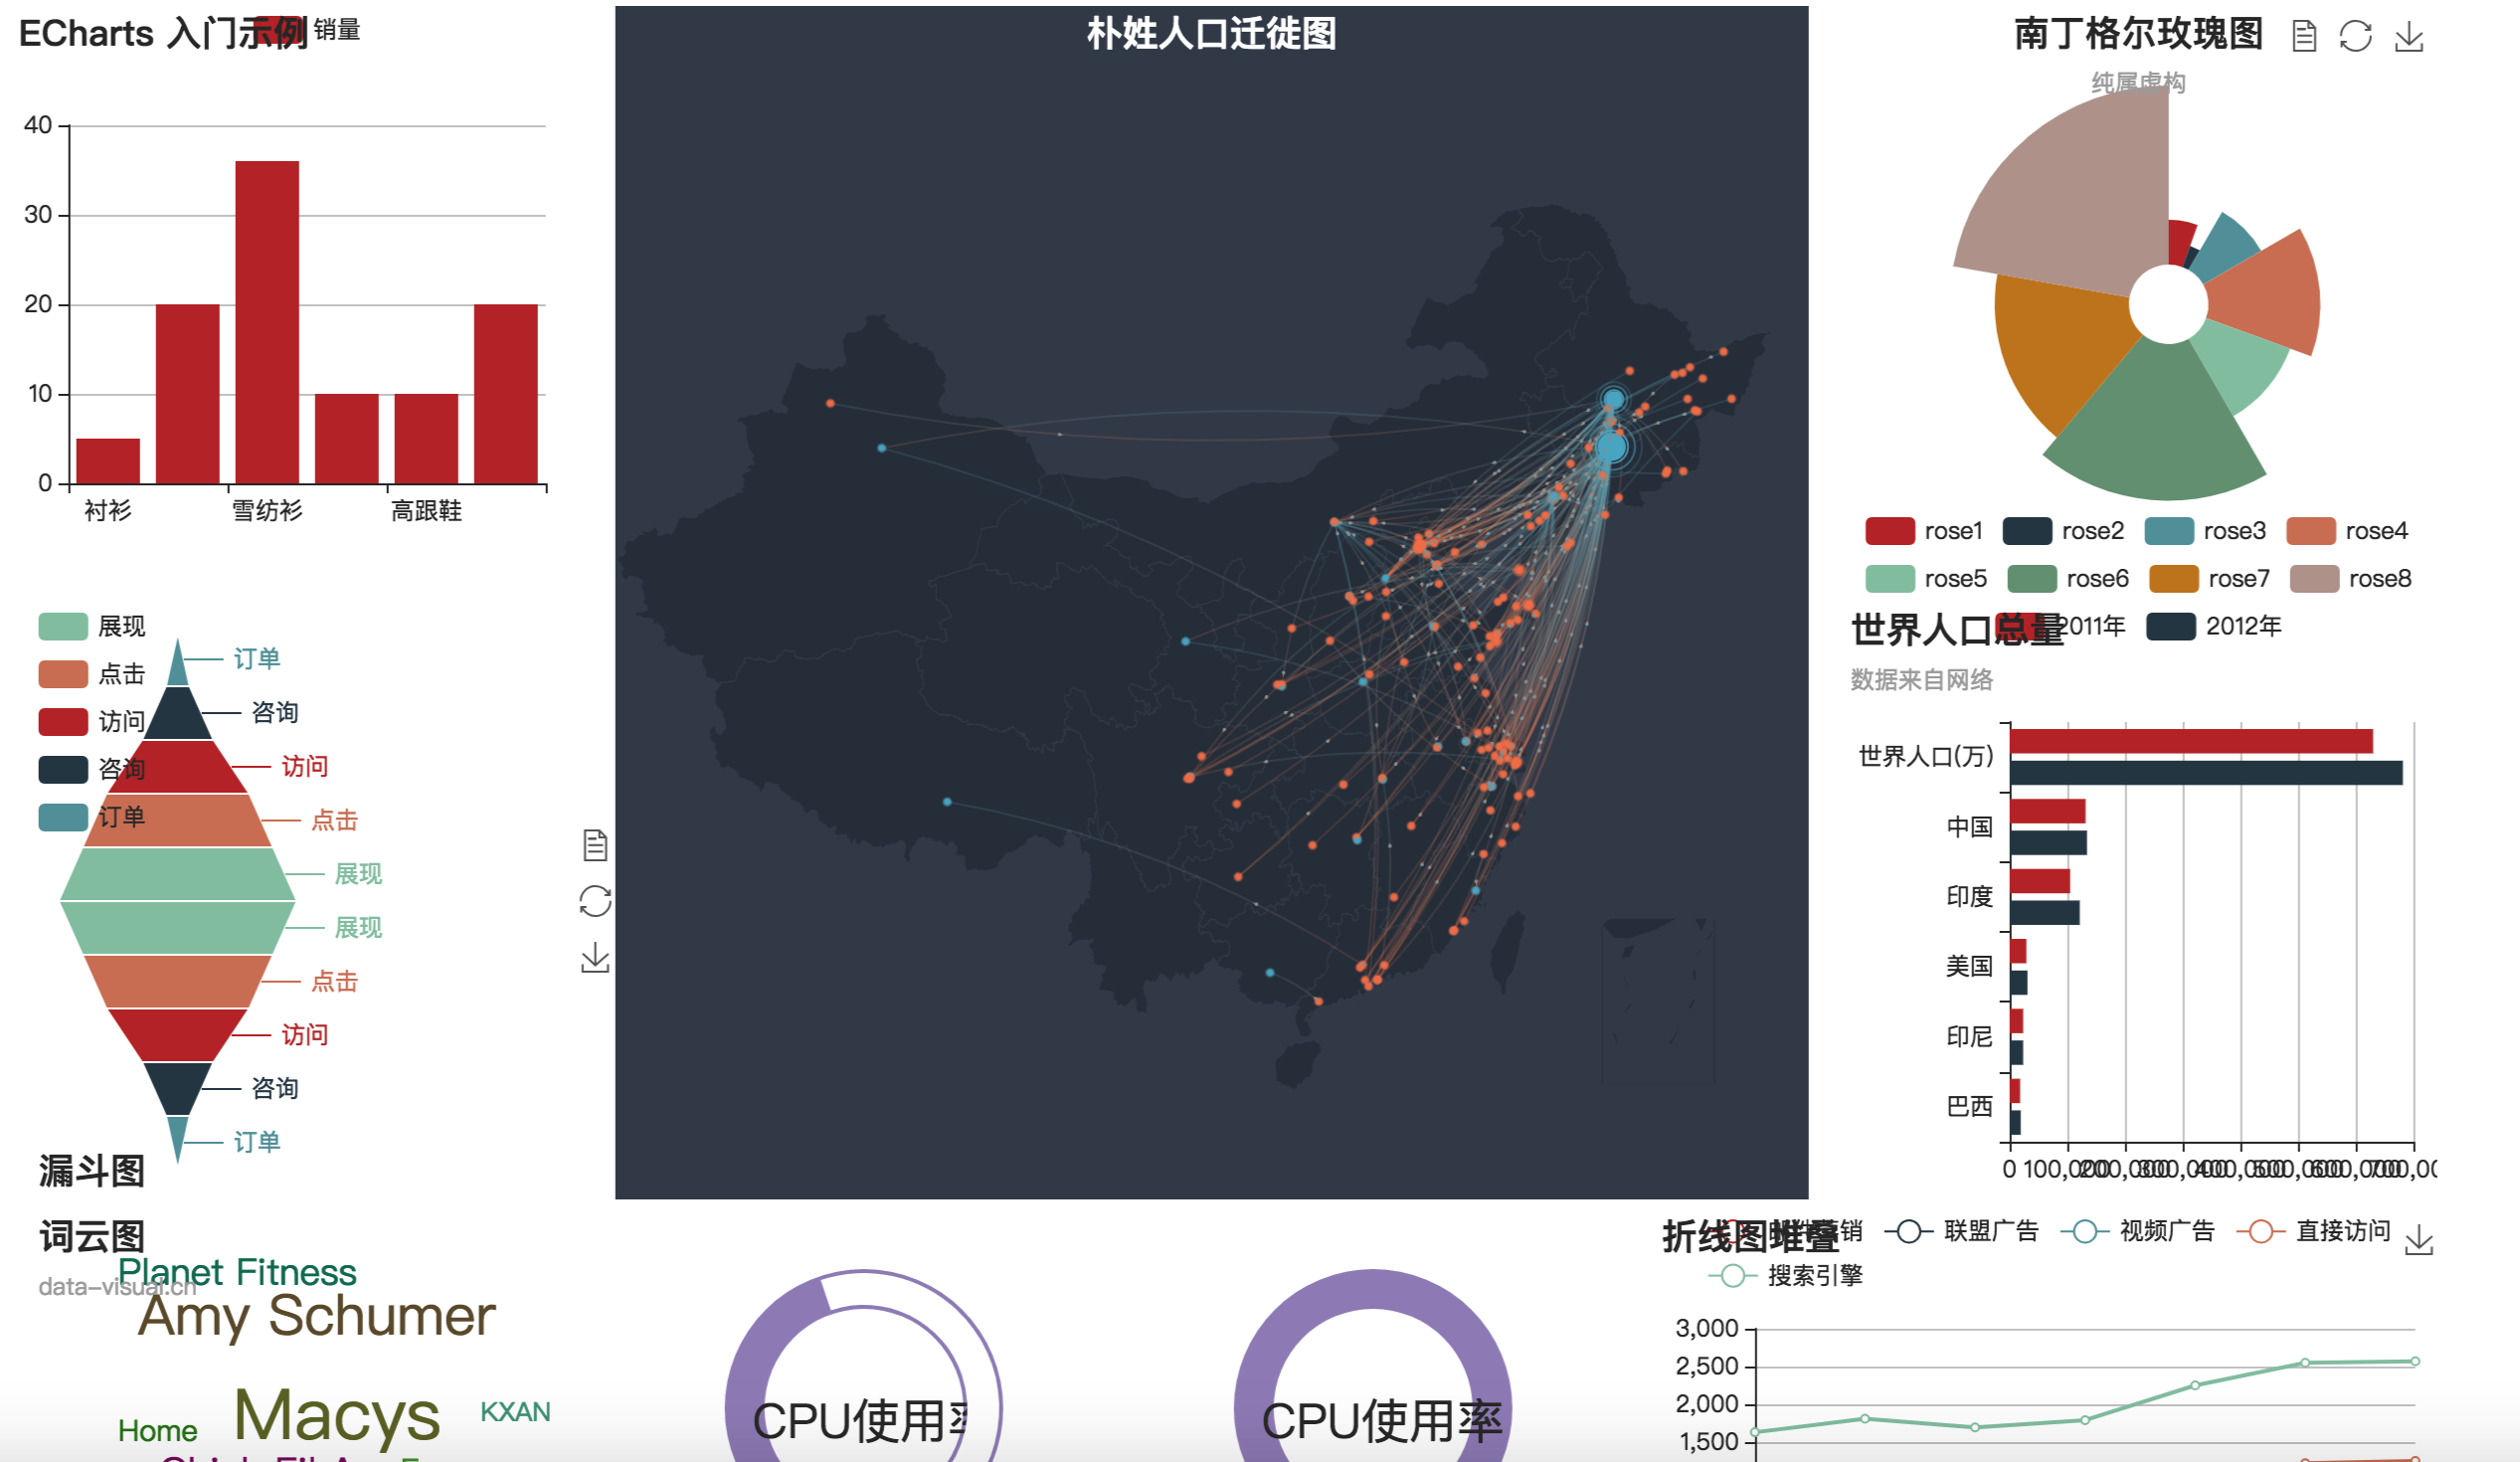 ECharts 入门示例
销量
40
30
20
10
0
衬衫
雪纺衫
高跟鞋
展现
点击
访问
咨询
订单
订单
咨询
访问
点击
展现
展现
点击
访问
咨询
订单
漏斗图
朴姓人口迁徙图
南丁格尔玫瑰图
纯属虚构
rose1 rose2 rose3 rose4
rose5 rose6 rose7 rose8
世界人口总量
2011年 2012年
数据来自网络
世界人口(万)
中国
印度
美国
印尼
巴西
0 100,000 200,000 300,000 400,000 500,000 600,000 700,00
词云图
data-visual.cn
Planet Fitness
Amy Schumer
Macys
KXAN
Home
CPU使用
CPU使用率
折线图堆叠
销 联盟广告 视频广告 直接访问
搜索引擎
3,000
2,500
2,000
1,500